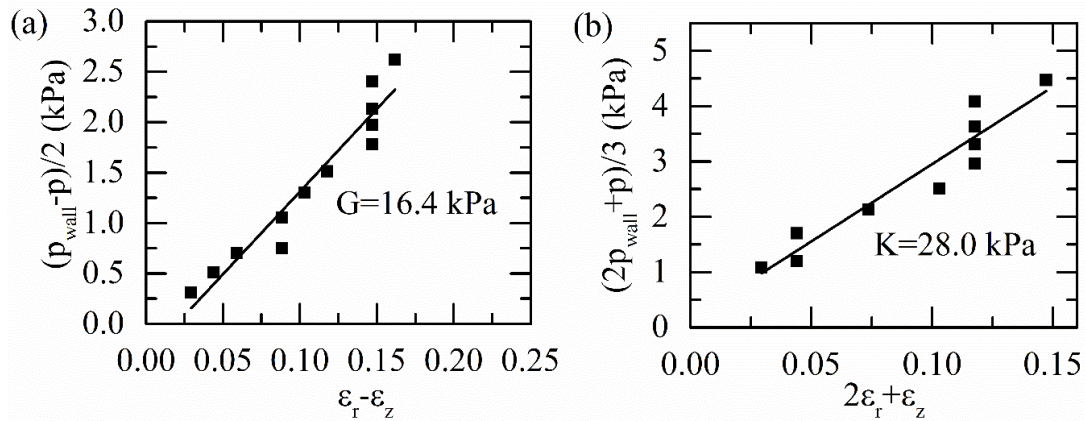 (a)
3.0
2.5
2.0
1.5
1.0
0.5
0.0
(p_wall-p)/2 (kPa)
G=16.4 kPa
0.00 0.05 0.10 0.15 0.20 0.25
ε_r-ε_z
(b)
5
4
3
2
1
0
(2p_wall+p)/3 (kPa)
K=28.0 kPa
0.00 0.05 0.10 0.15
2ε_r+ε_z